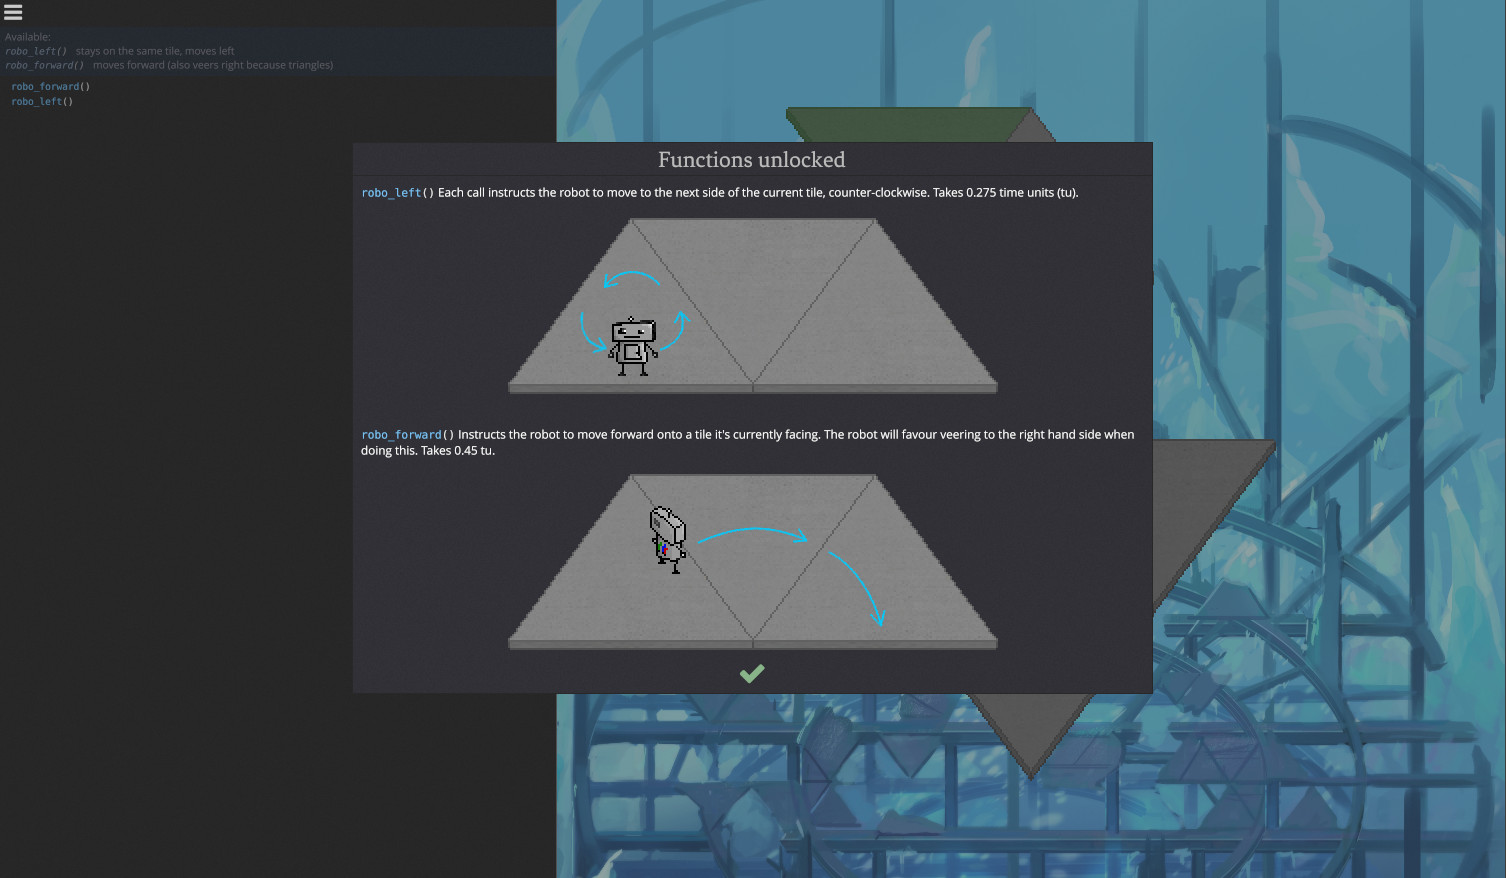 Available:
robo_left() stays on the same tile, moves left
robo_forward() moves forward (also veers right because triangles)
robo_forward()
robo_left()
Functions unlocked
robo_left() Each call instructs the robot to move to the next side of the current tile, counter-clockwise. Takes 0.275 time units (tu).
robo_forward() Instructs the robot to move forward onto a tile it's currently facing. The robot will favour veering to the right hand side when
doing this. Takes 0.45 tu.